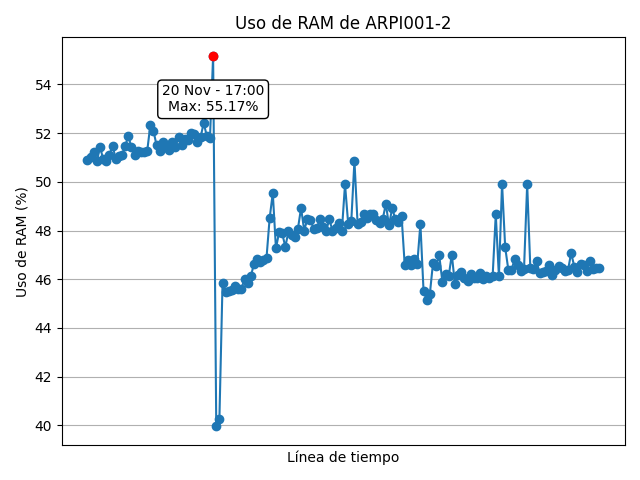 Uso de RAM de ARPI001-2
Uso de RAM (%)
54
52
50
48
46
44
42
40
20 Nov - 17:00
Max: 55.17%
Línea de tiempo